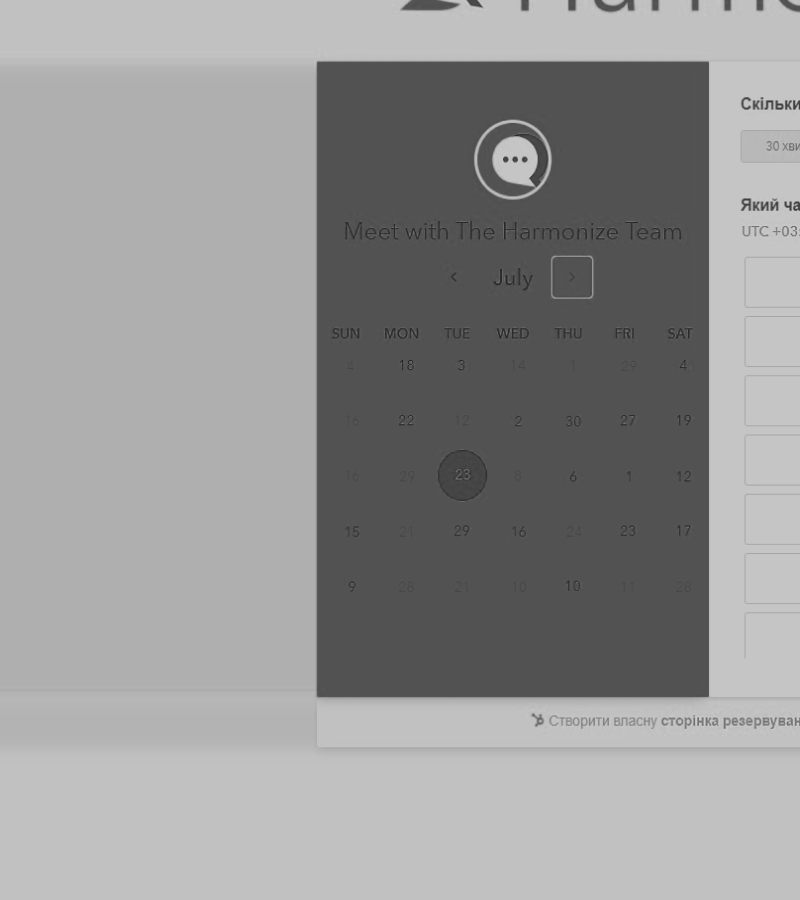 Harmo
Meet with The Harmonize Team
July
SUN MON TUE WED THU FRI SAT
4 18 3 14 29 4
16 22 12 2 30 27 19
16 29 23 8 6 1 12
15 21 29 16 24 23 17
9 28 21 10 10 11 28
Скільки
30 хви
Який ча
UTC +03:
Створити власну сторінка резервуван